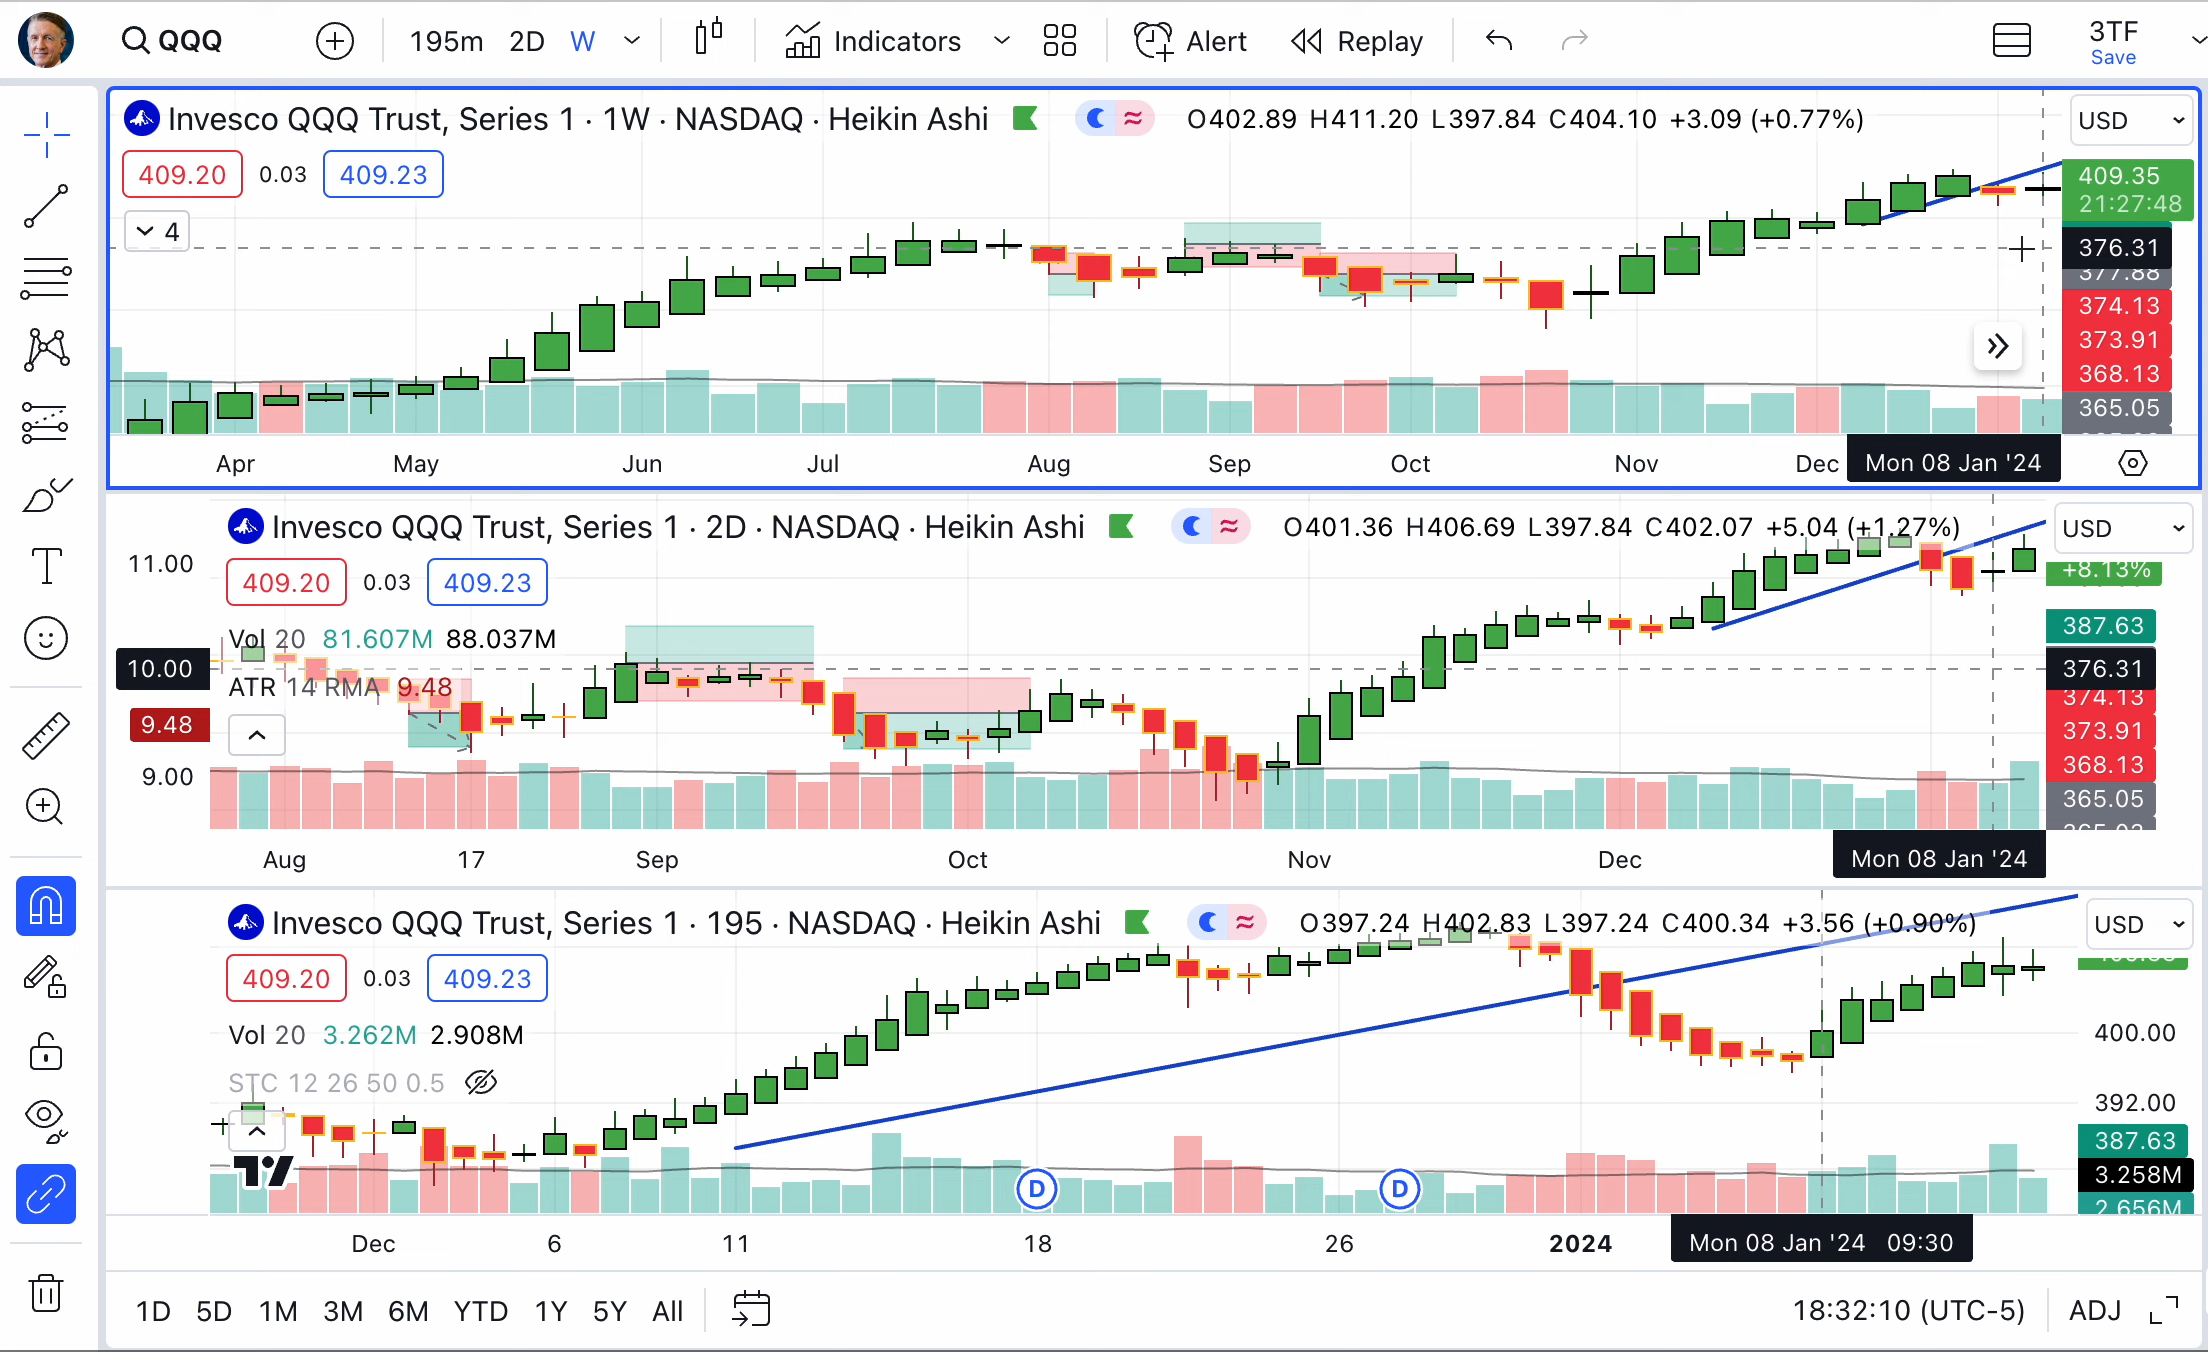 QQQ
195m 2D W Indicators Alert Replay
3TF
Save
Invesco QQQ Trust, Series 1 · 1W · NASDAQ · Heikin Ashi
O402.89 H411.20 L397.84 C404.10 +3.09 (+0.77%)
USD
409.20 0.03 409.23
4
409.35
21:27:48
376.31
377.88
374.13
373.91
368.13
365.05
Apr May Jun Jul Aug Sep Oct Nov Dec Mon 08 Jan '24
Invesco QQQ Trust, Series 1 · 2D · NASDAQ · Heikin Ashi
O401.36 H406.69 L397.84 C402.07 +5.04 (+1.27%)
USD
409.20 0.03 409.23
Vol 20 81.607M 88.037M
ATR 14 RMA 9.48
11.00
10.00
9.48
9.00
+8.13%
387.63
376.31
374.13
373.91
368.13
365.05
Aug 17 Sep Oct Nov Dec Mon 08 Jan '24
Invesco QQQ Trust, Series 1 · 195 · NASDAQ · Heikin Ashi
O397.24 H402.83 L397.24 C400.34 +3.56 (+0.90%)
USD
409.20 0.03 409.23
Vol 20 3.262M 2.908M
STC 12 26 50 0.5
400.00
392.00
387.63
3.258M
2.656M
D D
Dec 6 11 18 26 2024 Mon 08 Jan '24 09:30
1D 5D 1M 3M 6M YTD 1Y 5Y All
18:32:10 (UTC-5) ADJ